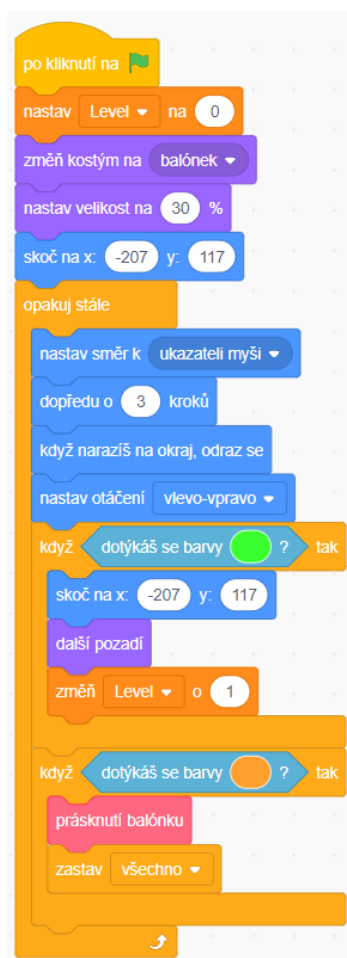 po kliknutí na
nastav Level na 0
změň kostým na balónek
nastav velikost na 30 %
skoč na x: -207 y: 117
opakuj stále
nastav směr k ukazateli myši
dopředu o 3 kroků
když narazíš na okraj, odraz se
nastav otáčení vlevo-vpravo
když dotýkáš se barvy ? tak
skoč na x: -207 y: 117
další pozadí
změň Level o 1
když dotýkáš se barvy ? tak
prásknutí balónku
zastav všechno